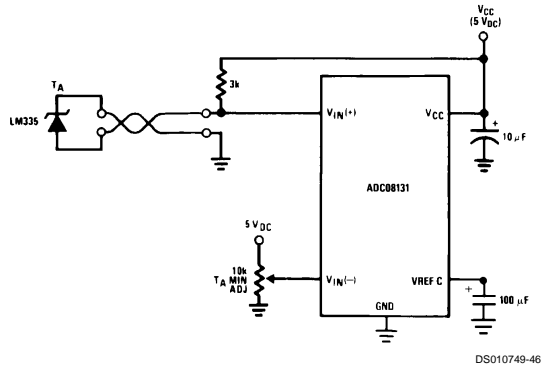 VCC
(5 VDC)
TA
3k
LM335
VIN(+)
VCC
+
10 µF
ADC08131
5 VDC
10k
TA MIN
ADJ
VIN(—)
VREF C
+
100 µF
GND
DS010749-46